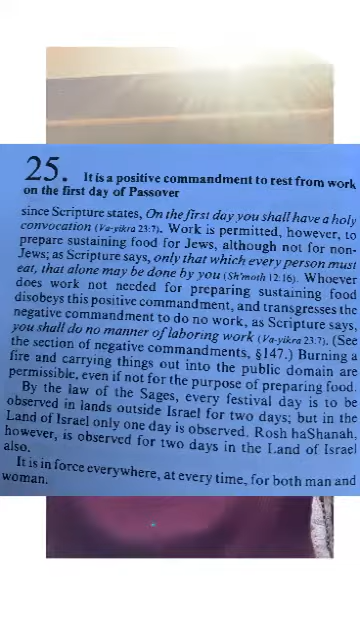 25. It is a positive commandment to rest from work
on the first day of Passover
since Scripture states, On the first day you shall have a holy
convocation (Va-yikra 23:7). Work is permitted, however, to
prepare sustaining food for Jews, although not for non-
Jews; as Scripture says, only that which every person must
eat, that alone may be done by you (Sh'moth 12:16). Whoever
does work not needed for preparing sustaining food
disobeys this positive commandment, and transgresses the
negative commandment to do no work, as Scripture says,
you shall do no manner of laboring work (Va-yikra 23:7). (See
the section of negative commandments, §147.) Burning a
fire and carrying things out into the public domain are
permissible, even if not for the purpose of preparing food.
By the law of the Sages, every festival day is to be
observed in lands outside Israel for two days; but in the
Land of Israel only one day is observed. Rosh haShanah,
however, is observed for two days in the Land of Israel
also.
It is in force everywhere, at every time, for both man and
woman.